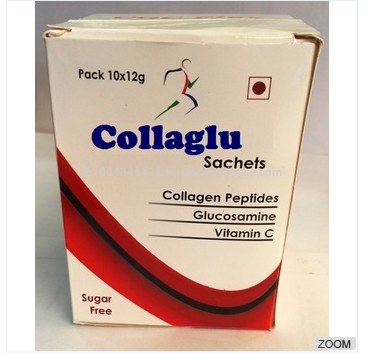 Pack 10x12g
Collaglu
Sachets
Collagen Peptides
Glucosamine
Vitamin C
Sugar
Free
ZOOM